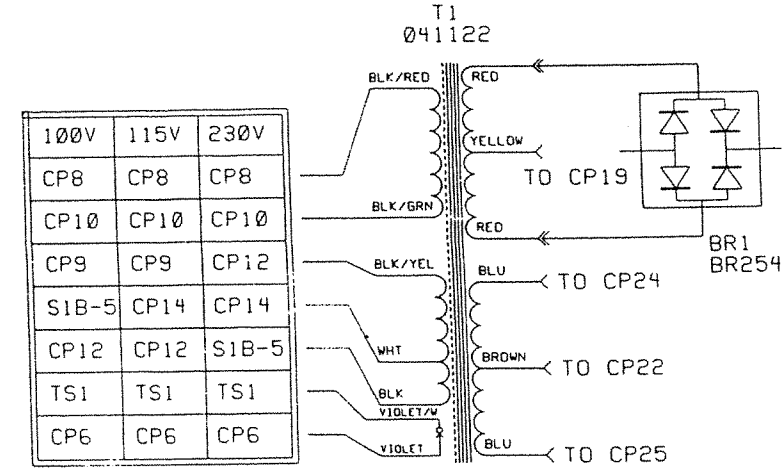 T1
041122
BLK/RED
RED
100V 115V 230V
CP8 CP8 CP8
YELLOW
TO CP19
CP10 CP10 CP10
BLK/GRN
RED
BR1
BR254
CP9 CP9 CP12
BLK/YEL
BLU
TO CP24
S1B-5 CP14 CP14
WHT
BROWN
TO CP22
CP12 CP12 S1B-5
BLK
TS1 TS1 TS1
VIOLET/W
CP6 CP6 CP6
VIOLET
BLU
TO CP25